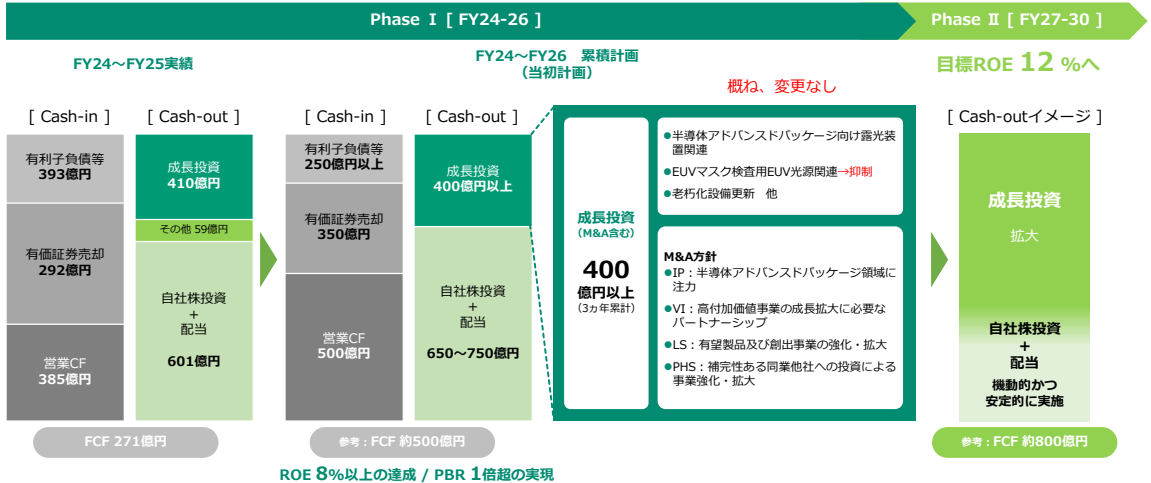 Phase Ⅰ [ FY24-26 ]
Phase Ⅱ [ FY27-30 ]
FY24～FY25実績
FY24～FY26　累積計画
（当初計画）
目標ROE 12 %へ
概ね、変更なし
[ Cash-in ]
[ Cash-out ]
[ Cash-in ]
[ Cash-out ]
[ Cash-outイメージ ]
有利子負債等
393億円
有価証券売却
292億円
営業CF
385億円
成長投資
410億円
その他 59億円
自社株投資
+
配当
601億円
FCF 271億円
有利子負債等
250億円以上
有価証券売却
350億円
営業CF
500億円
成長投資
400億円以上
自社株投資
+
配当
650～750億円
参考：FCF 約500億円
成長投資
(M&A含む)
400
億円以上
(3ヵ年累計)
●半導体アドバンスドパッケージ向け露光装
置関連
●EUVマスク検査用EUV光源関連→抑制
●老朽化設備更新　他
M&A方針
●IP：半導体アドバンスドパッケージ領域に
注力
●VI：高付加価値事業の成長拡大に必要な
パートナーシップ
●LS：有望製品及び創出事業の強化・拡大
●PHS：補完性ある同業他社への投資による
事業強化・拡大
成長投資
拡大
自社株投資
+
配当
機動的かつ
安定的に実施
参考：FCF 約800億円
ROE 8%以上の達成 / PBR 1倍超の実現